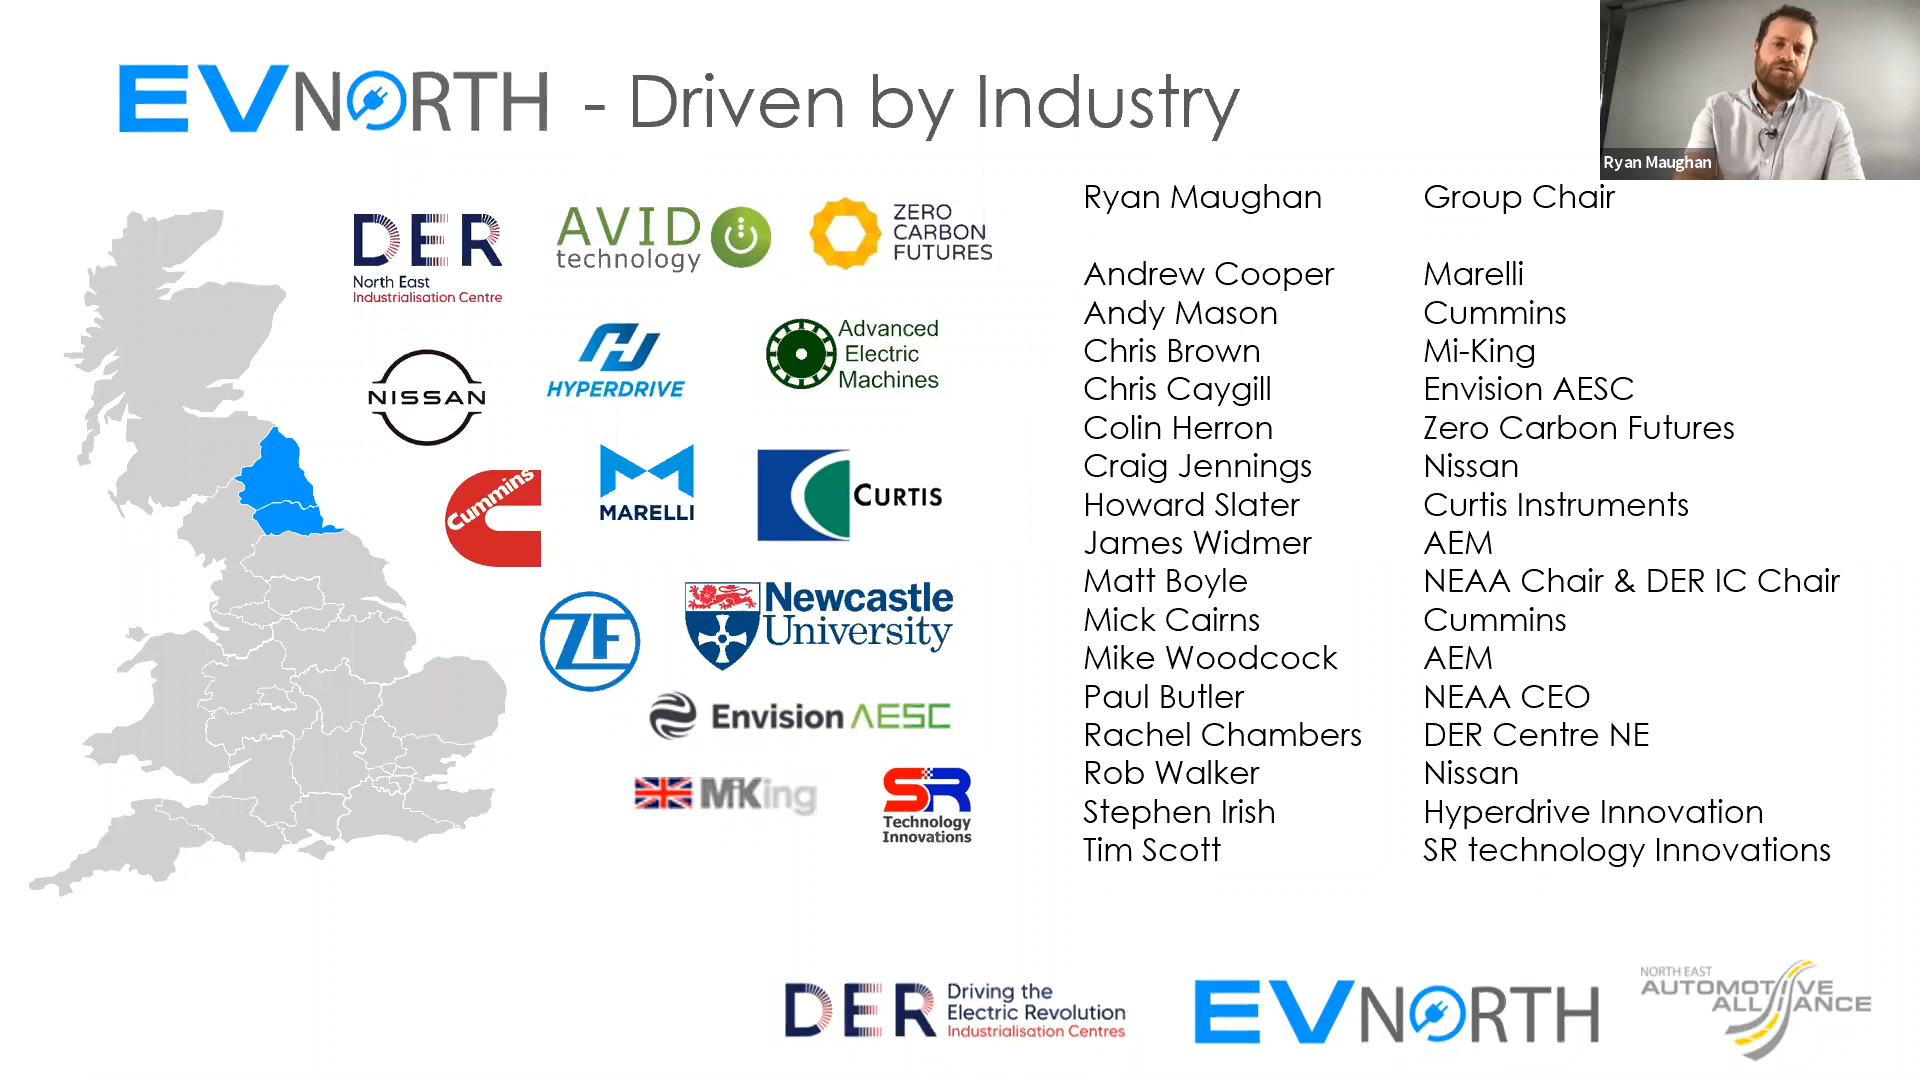 EVNORTH - Driven by Industry
Ryan Maughan
DER
North East
Industrialisation Centre
AVID
technology
ZERO
CARBON
FUTURES
NISSAN
HYPERDRIVE
Advanced
Electric
Machines
Cummins
MARELLI
CURTIS
ZF
Newcastle
University
Envision AESC
MiKing
SR
Technology
Innovations
Ryan Maughan Group Chair
Andrew Cooper Marelli
Andy Mason Cummins
Chris Brown Mi-King
Chris Caygill Envision AESC
Colin Herron Zero Carbon Futures
Craig Jennings Nissan
Howard Slater Curtis Instruments
James Widmer AEM
Matt Boyle NEAA Chair & DER IC Chair
Mick Cairns Cummins
Mike Woodcock AEM
Paul Butler NEAA CEO
Rachel Chambers DER Centre NE
Rob Walker Nissan
Stephen Irish Hyperdrive Innovation
Tim Scott SR technology Innovations
DER
Driving the
Electric Revolution
Industrialisation Centres
EVNORTH
NORTH EAST
AUTOMOTIVE
ALLIANCE